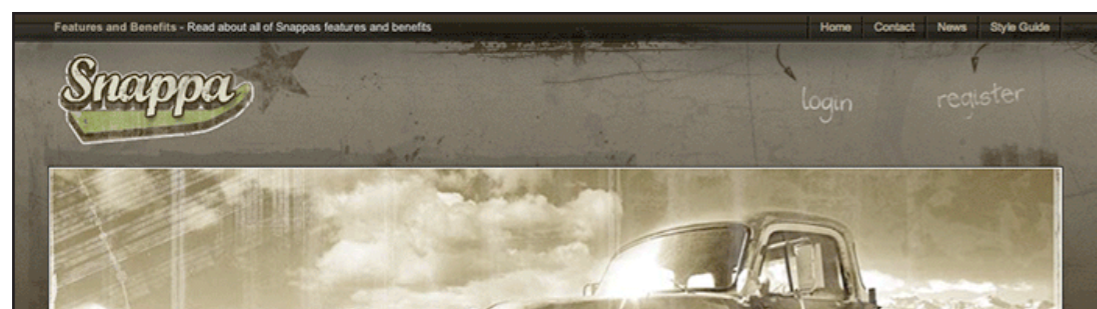 Features and Benefits - Read about all of Snappas features and benefits
Home Contact News Style Guide
Snappa
login register